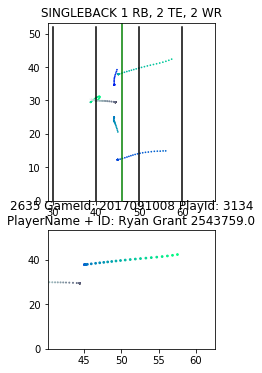 SINGLEBACK 1 RB, 2 TE, 2 WR
50
40
30
20
10
0
30 40 50 60
2635 GameId: 2017091008 PlayId: 3134
PlayerName + ID: Ryan Grant 2543759.0
40
20
0
45 50 55 60